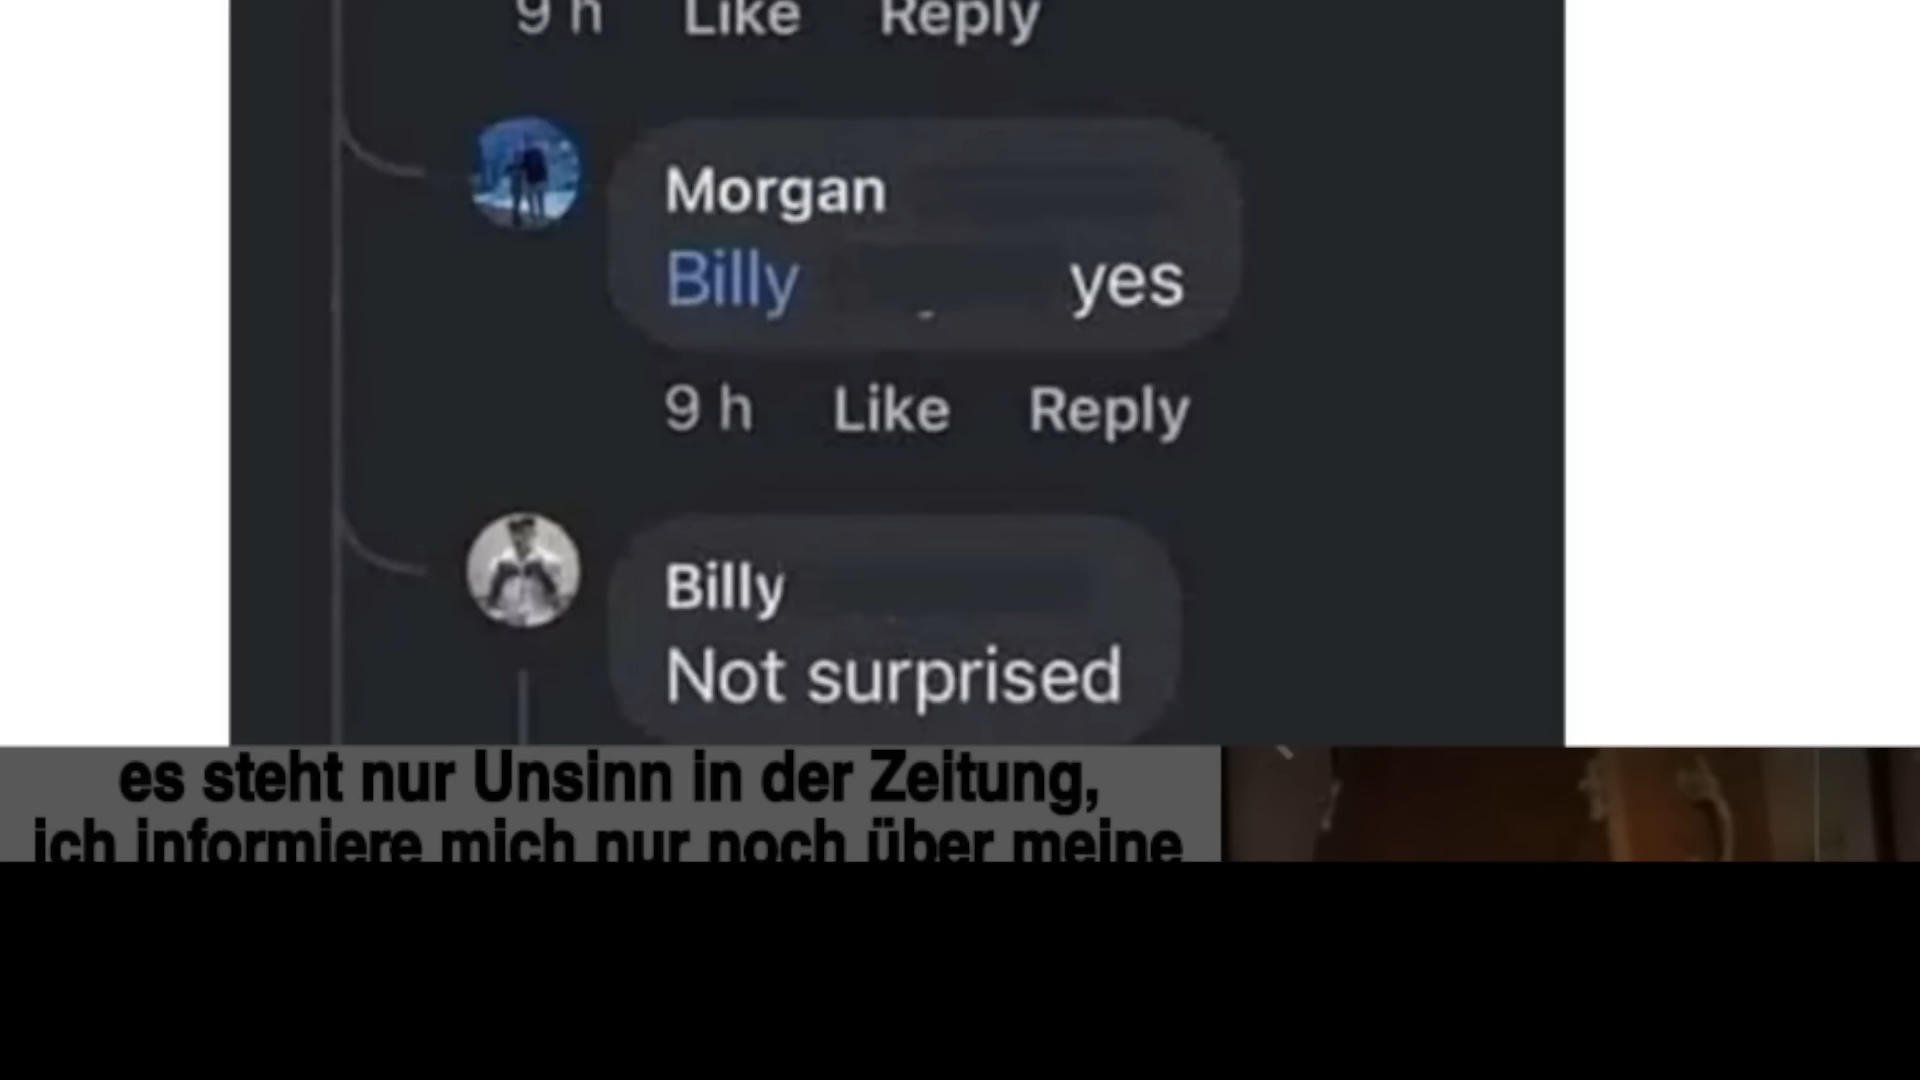 9 h Like Reply
Morgan
Billy yes
9 h Like Reply
Billy
Not surprised
es steht nur Unsinn in der Zeitung,
ich informiere mich nur noch über meine